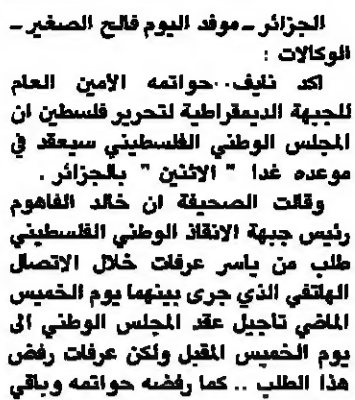 الجزائر ـ موفد اليوم فالح الصغير ـ
الوكالات :
اكد نايف .. حواتمه الأمين العام
للجبهة الديمقراطية لتحرير فلسطين ان
المجلس الوطني الفلسطيني سيعقد في
موعده غدا " الاثنين " بالجزائر .
وقالت الصحيفة ان خالد الفاهوم
رئيس جبهة الانقاذ الوطني الفلسطيني
طلب من ياسر عرفات خلال الاتصال
الهاتفي الذي جرى بينهما يوم الخميس
الماضي تأجيل عقد المجلس الوطني الى
يوم الخميس المقبل ولكن عرفات رفض
هذا الطلب .. كما رفضه حواتمه وباقي